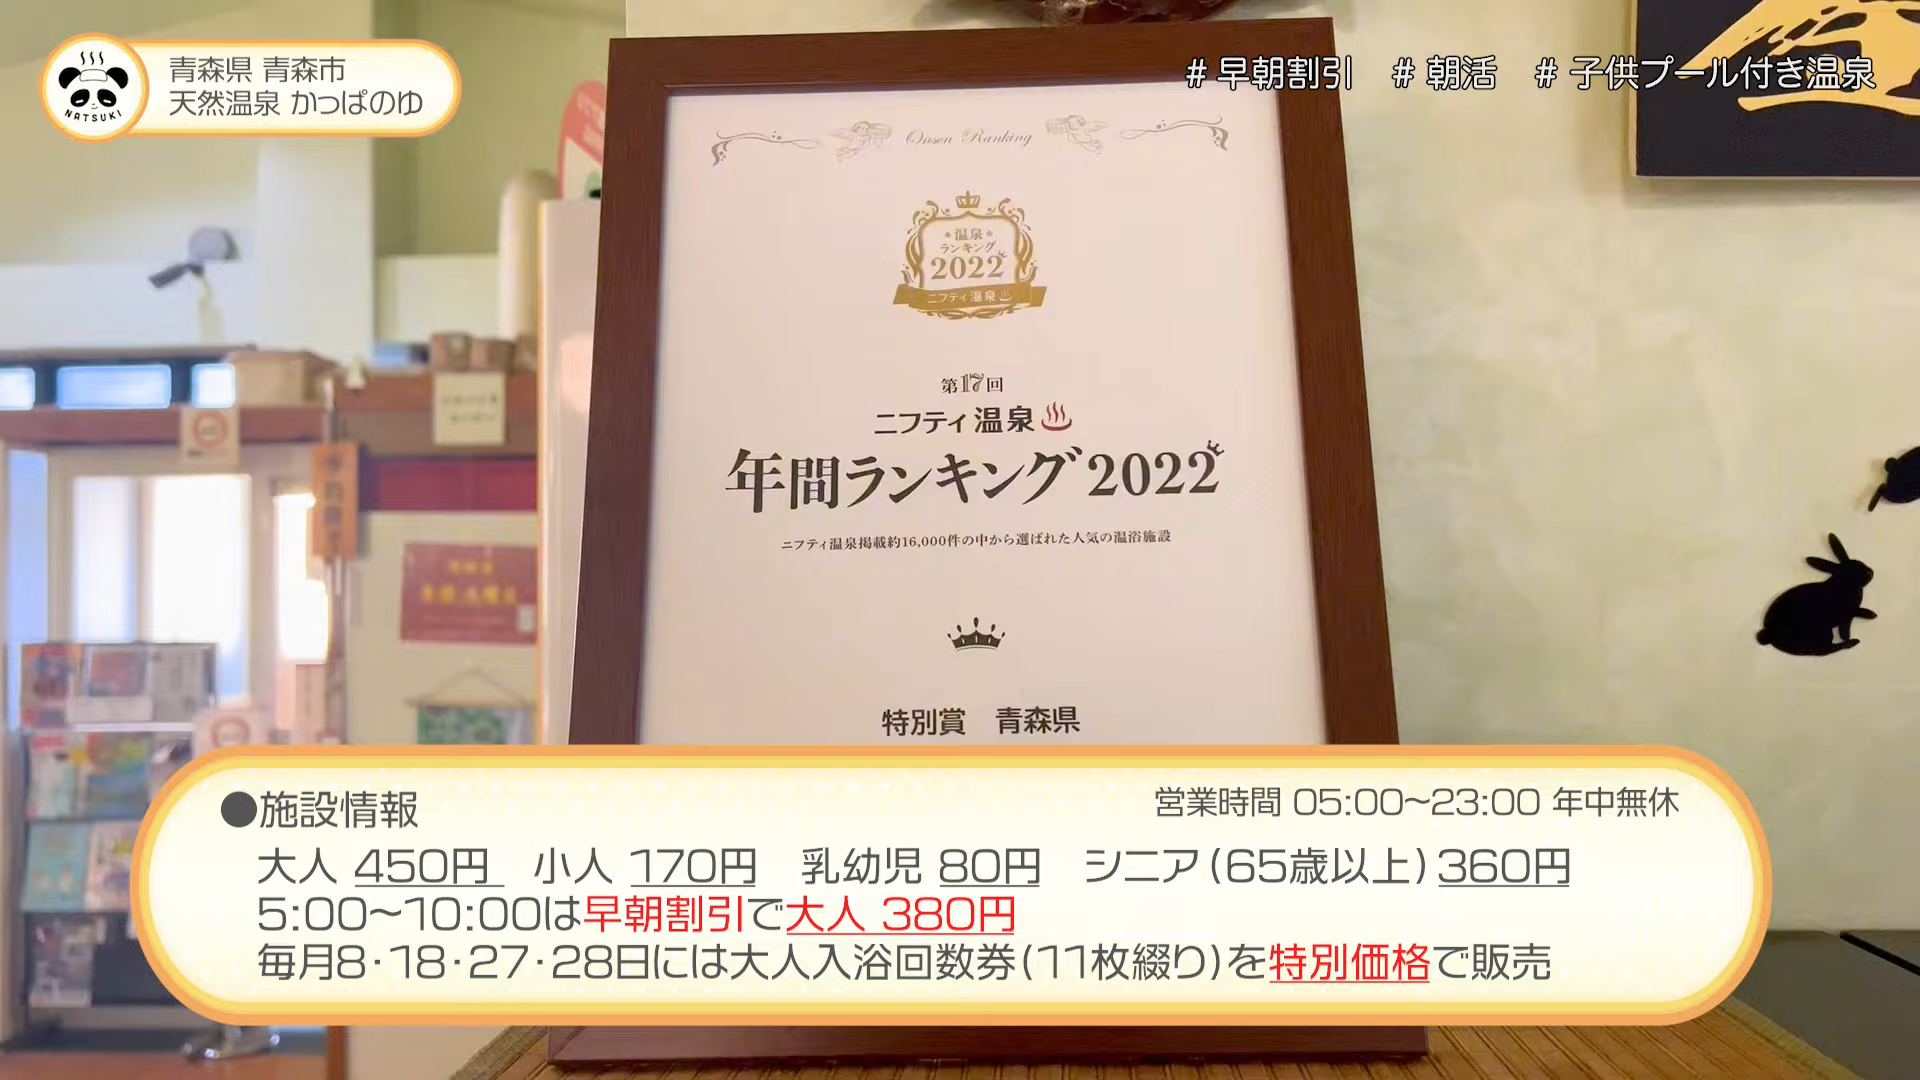 青森県 青森市
天然温泉 かっぱのゆ
NATSUKI
#早朝割引 #朝活 #子供プール付き温泉
Onsen Ranking
温泉
ランキング
2022
ニフティ温泉
第17回
ニフティ温泉
年間ランキング2022
ニフティ温泉掲載約16,000件の中から選ばれた人気の温浴施設
特別賞 青森県
●施設情報
営業時間 05:00~23:00 年中無休
大人 450円 小人 170円 乳幼児 80円 シニア(65歳以上)360円
5:00~10:00は早朝割引で大人 380円
毎月8・18・27・28日には大人入浴回数券(11枚綴り)を特別価格で販売